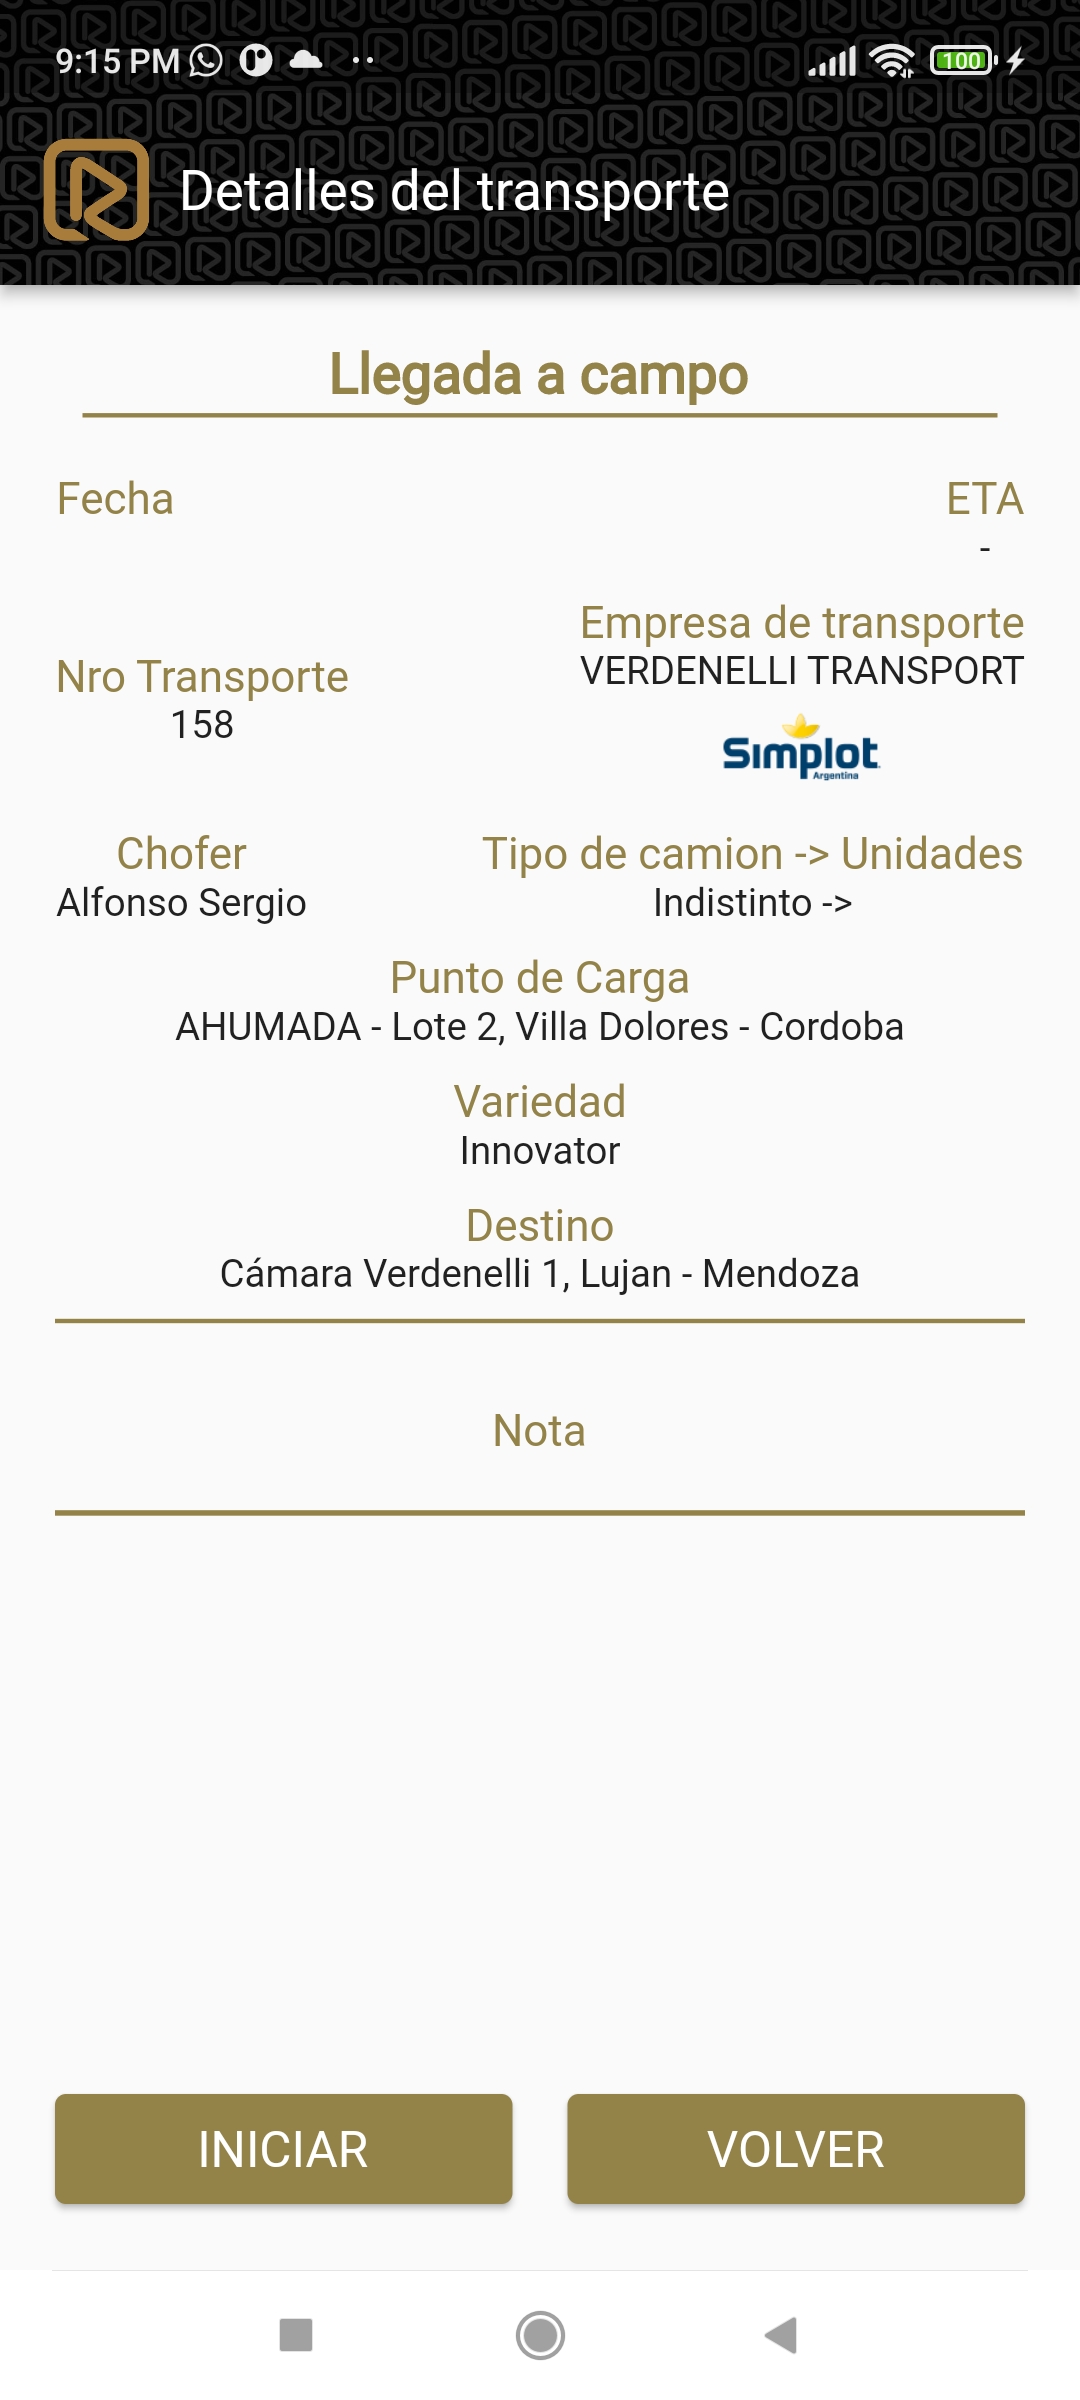 9:15 PM
100
Detalles del transporte
Llegada a campo
Fecha
ETA
-
Nro Transporte
158
Empresa de transporte
VERDENELLI TRANSPORT
Simplot
Argentina
Chofer
Alfonso Sergio
Tipo de camion -> Unidades
Indistinto ->
Punto de Carga
AHUMADA - Lote 2, Villa Dolores - Cordoba
Variedad
Innovator
Destino
Cámara Verdenelli 1, Lujan - Mendoza
Nota
INICIAR
VOLVER